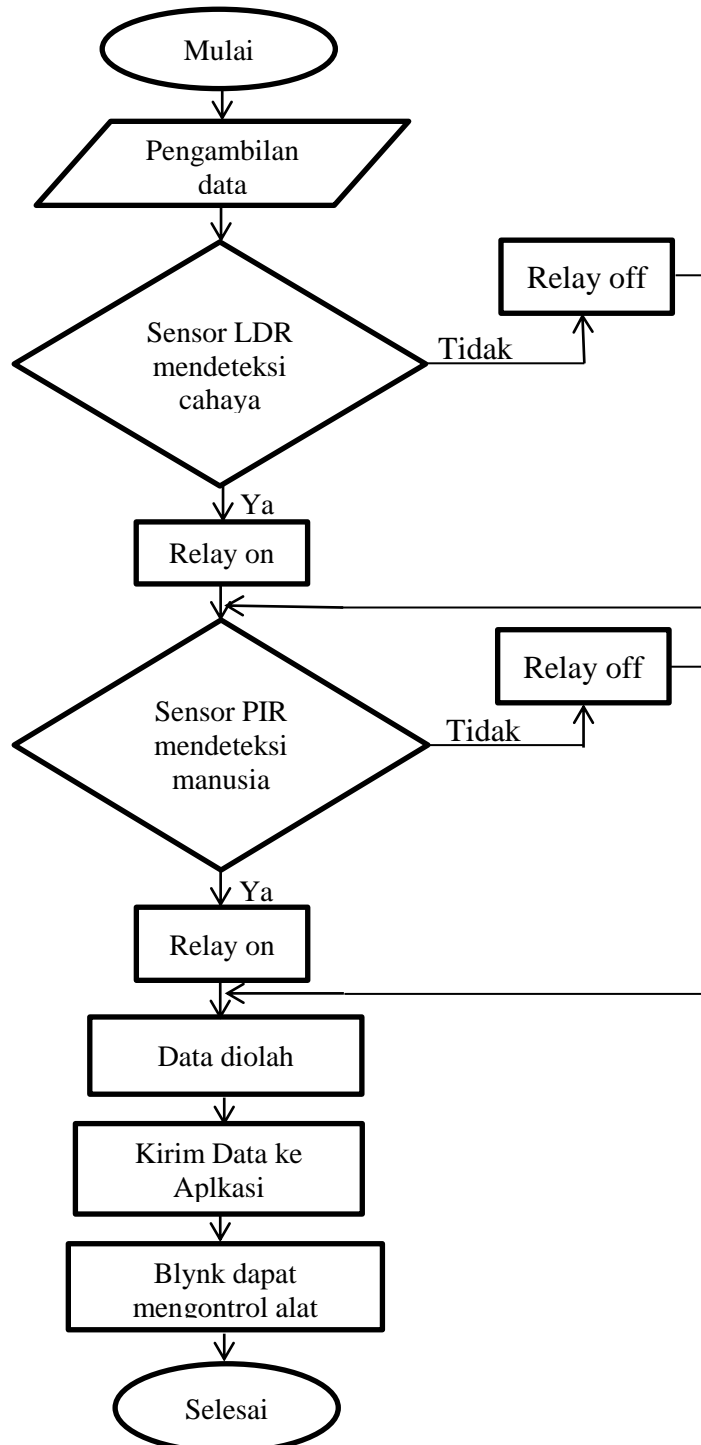 Mulai
Pengambilan
data
Relay off
Sensor LDR
mendeteksi
cahaya
Tidak
Ya
Relay on
Relay off
Sensor PIR
mendeteksi
manusia
Tidak
Ya
Relay on
Data diolah
Kirim Data ke
Aplkasi
Blynk dapat
mengontrol alat
Selesai